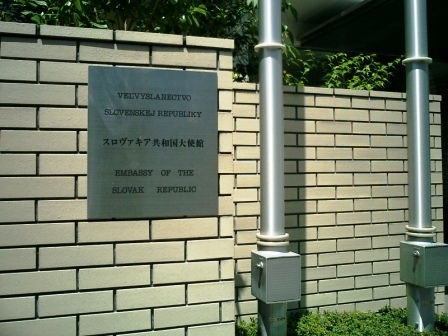 VEĽVYSLANECTVO
SLOVENSKEJ REPUBLIKY
スロヴァキア共和国大使館
EMBASSY OF THE
SLOVAK REPUBLIC